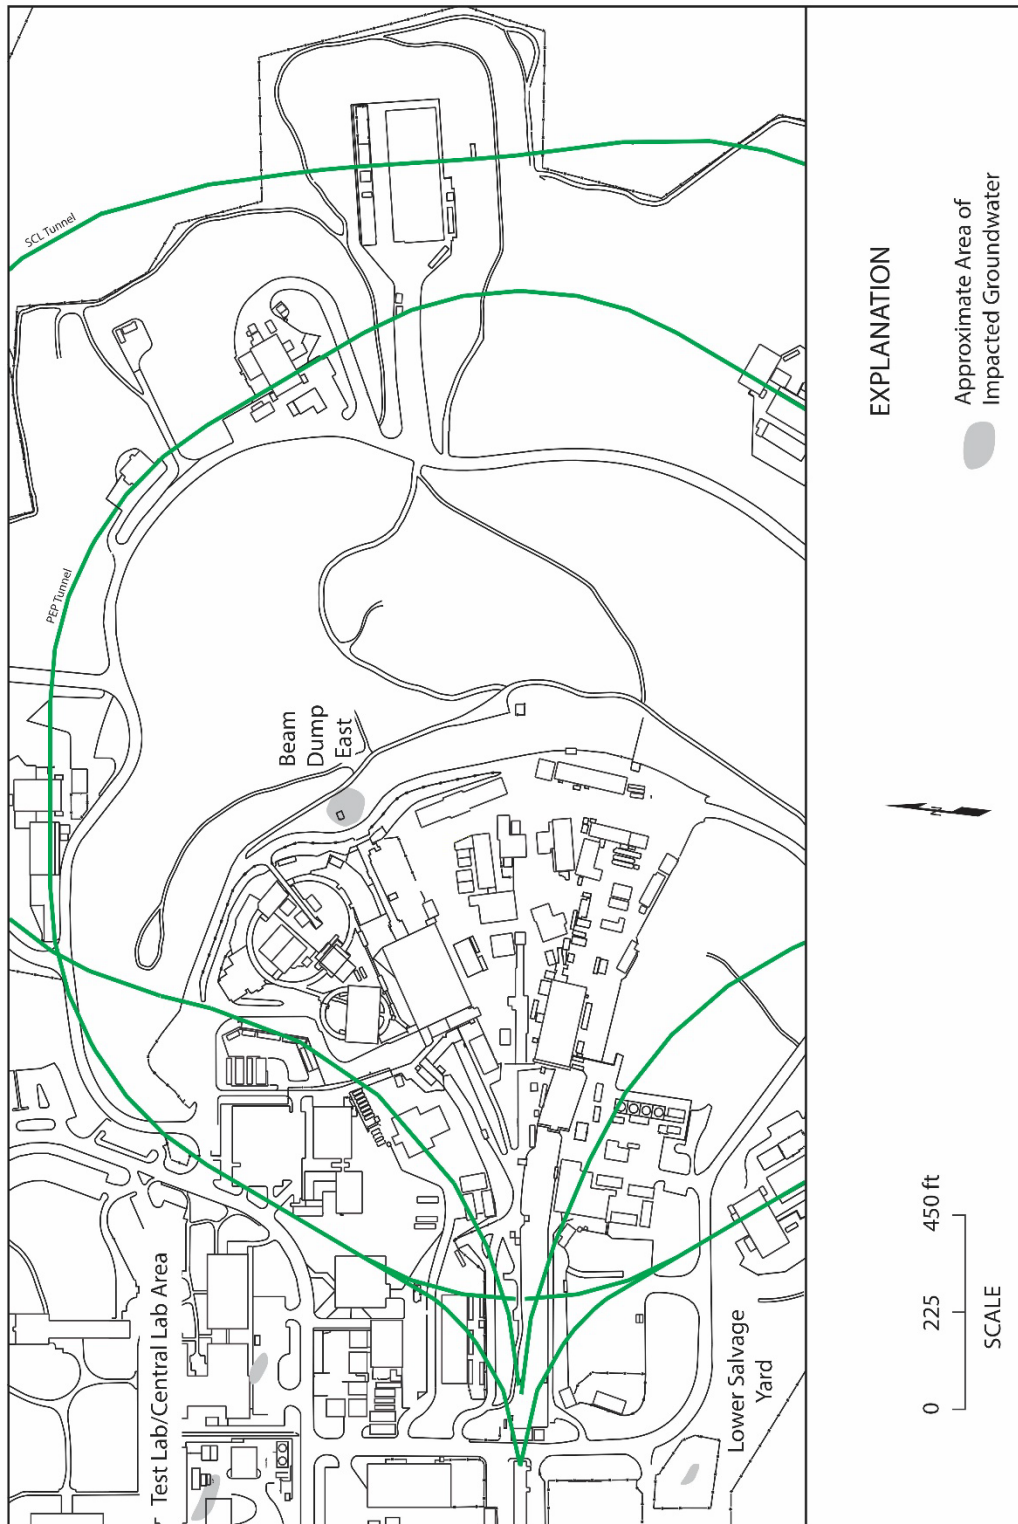 SCL Tunnel
PEP Tunnel
Beam
Dump
East
Test Lab/Central Lab Area
Lower Salvage
Yard
EXPLANATION
Approximate Area of
Impacted Groundwater
N
0 225 450 ft
SCALE